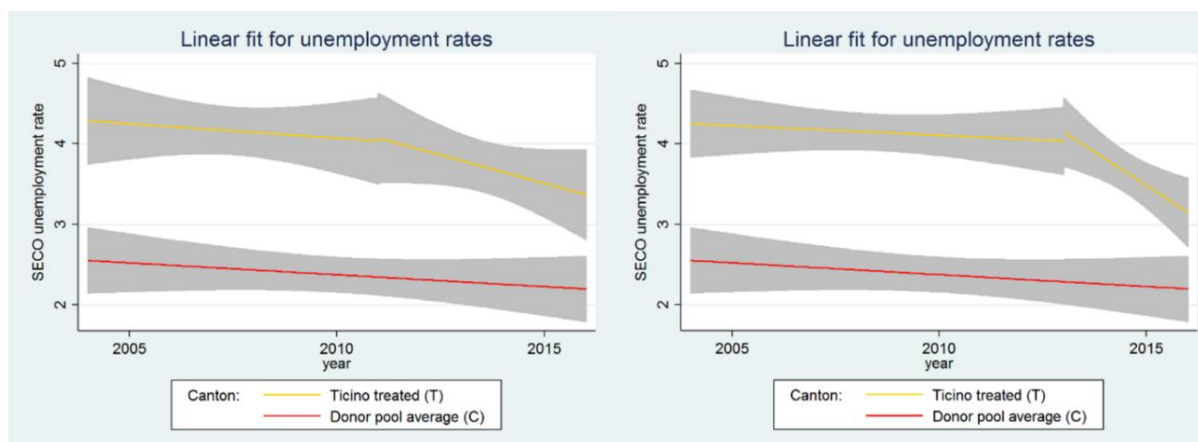 Linear fit for unemployment rates
SECO unemployment rate
5
4
3
2
2005 2010 2015
year
Canton: Ticino treated (T)
Donor pool average (C)
Linear fit for unemployment rates
SECO unemployment rate
5
4
3
2
2005 2010 2015
year
Canton: Ticino treated (T)
Donor pool average (C)